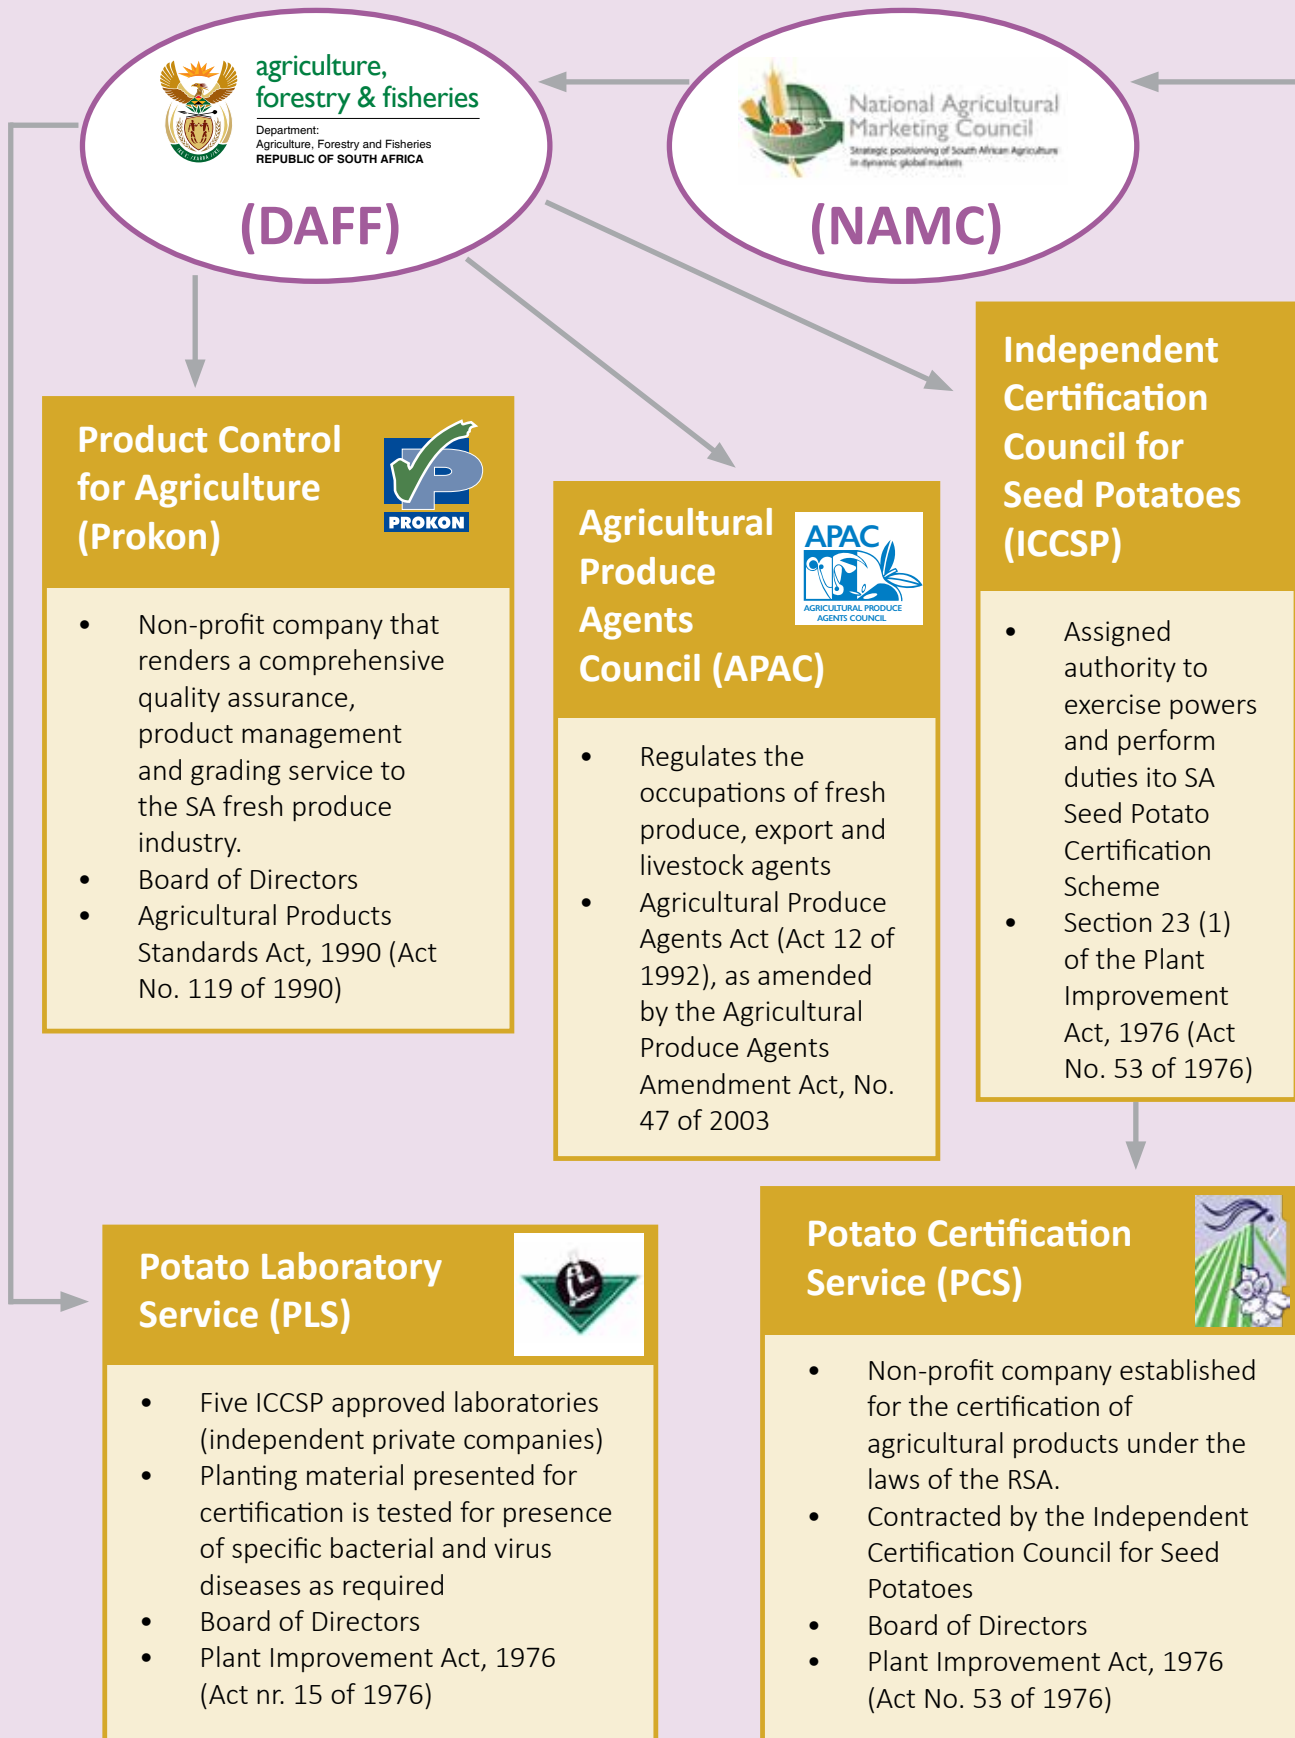 agriculture,
forestry & fisheries
Department:
Agriculture, Forestry and Fisheries
REPUBLIC OF SOUTH AFRICA
(DAFF)
National Agricultural
Marketing Council
Strategic positioning of South African Agriculture
in dynamic global markets
(NAMC)
Product Control
for Agriculture
(Prokon)
PROKON
• Non-profit company that
renders a comprehensive
quality assurance,
product management
and grading service to
the SA fresh produce
industry.
• Board of Directors
• Agricultural Products
Standards Act, 1990 (Act
No. 119 of 1990)
Agricultural
Produce
Agents
Council (APAC)
APAC
AGRICULTURAL PRODUCE
AGENTS COUNCIL
• Regulates the
occupations of fresh
produce, export and
livestock agents
• Agricultural Produce
Agents Act (Act 12 of
1992), as amended
by the Agricultural
Produce Agents
Amendment Act, No.
47 of 2003
Independent
Certification
Council for
Seed Potatoes
(ICCSP)
• Assigned
authority to
exercise powers
and perform
duties ito SA
Seed Potato
Certification
Scheme
• Section 23 (1)
of the Plant
Improvement
Act, 1976 (Act
No. 53 of 1976)
Potato Laboratory
Service (PLS)
• Five ICCSP approved laboratories
(independent private companies)
• Planting material presented for
certification is tested for presence
of specific bacterial and virus
diseases as required
• Board of Directors
• Plant Improvement Act, 1976
(Act nr. 15 of 1976)
Potato Certification
Service (PCS)
• Non-profit company established
for the certification of
agricultural products under the
laws of the RSA.
• Contracted by the Independent
Certification Council for Seed
Potatoes
• Board of Directors
• Plant Improvement Act, 1976
(Act No. 53 of 1976)